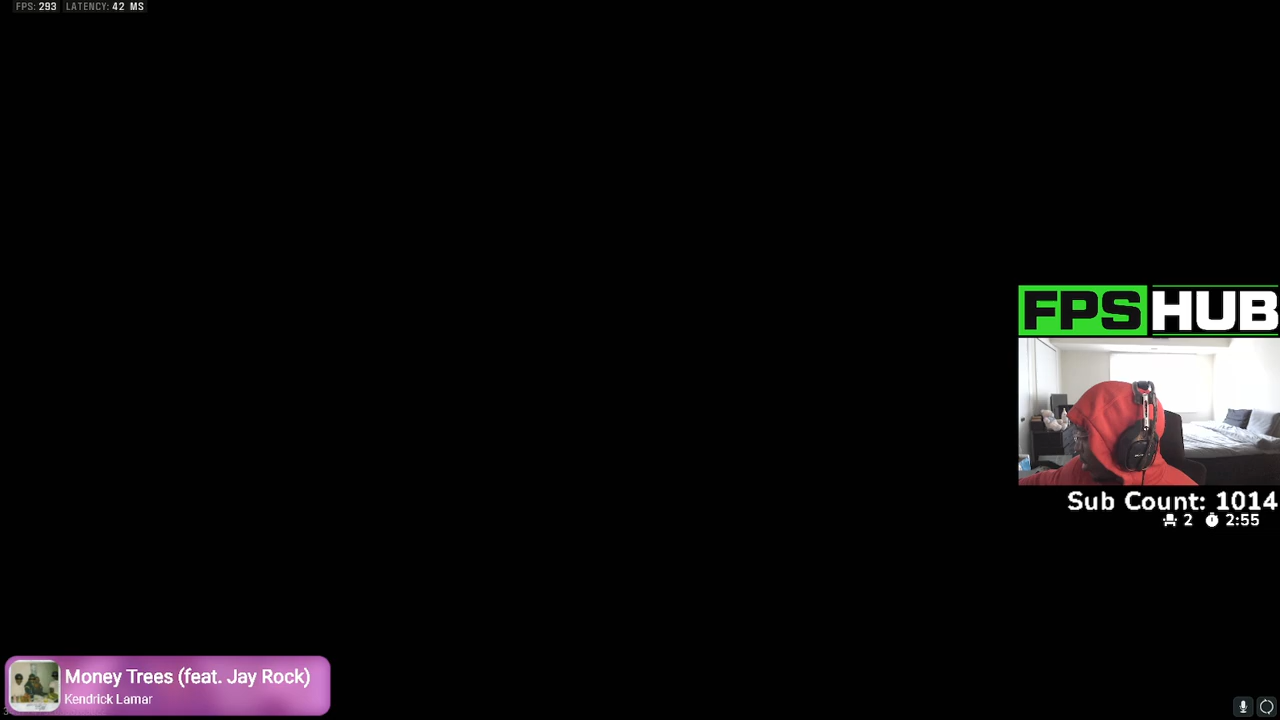 FPS: 293 LATENCY: 42 MS
FPS HUB
Sub Count: 1014
2 2:55
Money Trees (feat. Jay Rock)
Kendrick Lamar